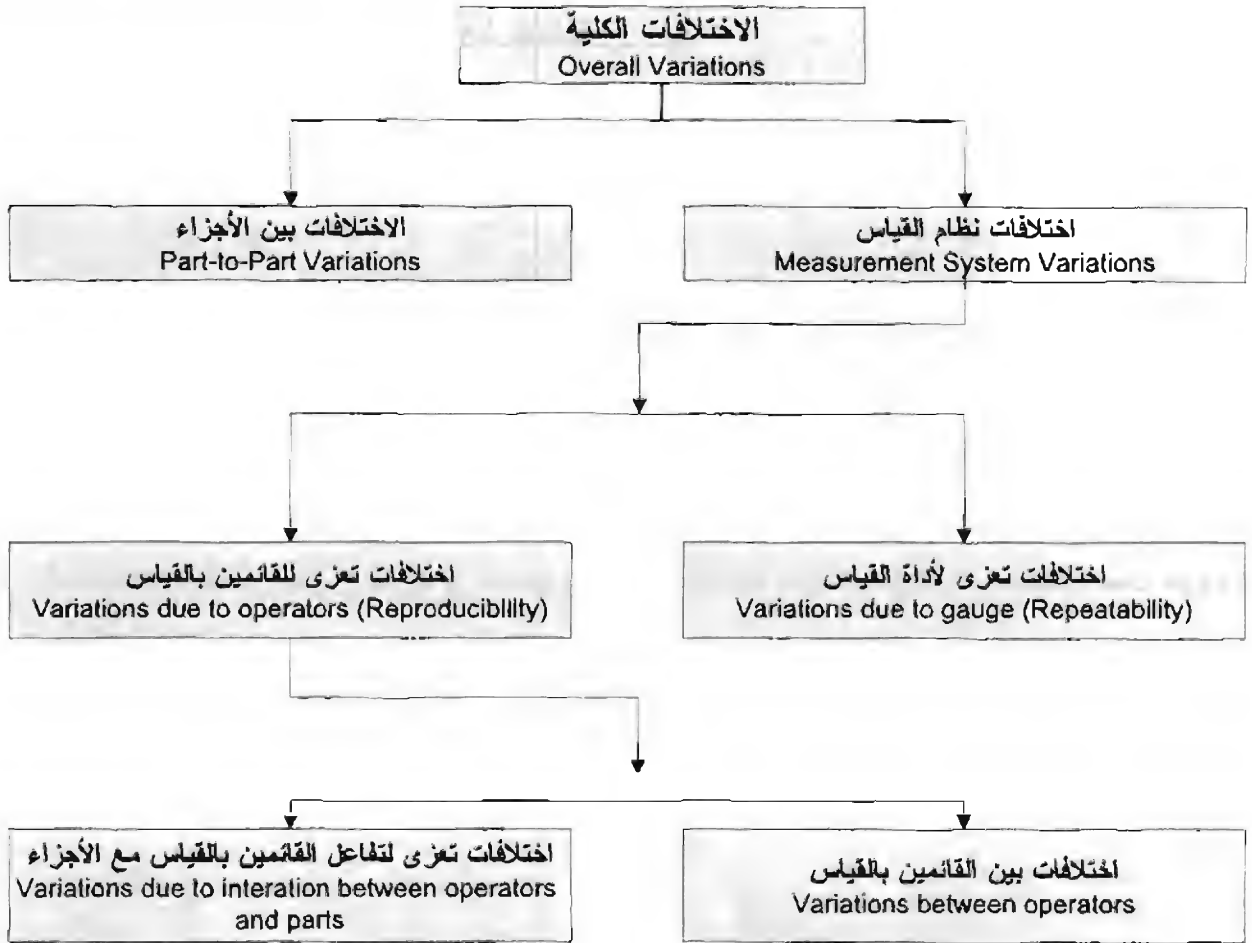 الاختلافات الكلية
Overall Variations
الاختلافات بين الأجزاء
Part-to-Part Variations
اختلافات نظام القياس
Measurement System Variations
اختلافات تعزى للقائمين بالقياس
Variations due to operators (Reproducibility)
اختلافات تعزى لأداة القياس
Variations due to gauge (Repeatability)
اختلافات تعزى لتفاعل القائمين بالقياس مع الأجزاء
Variations due to interation between operators
and parts
اختلافات بين القائمين بالقياس
Variations between operators